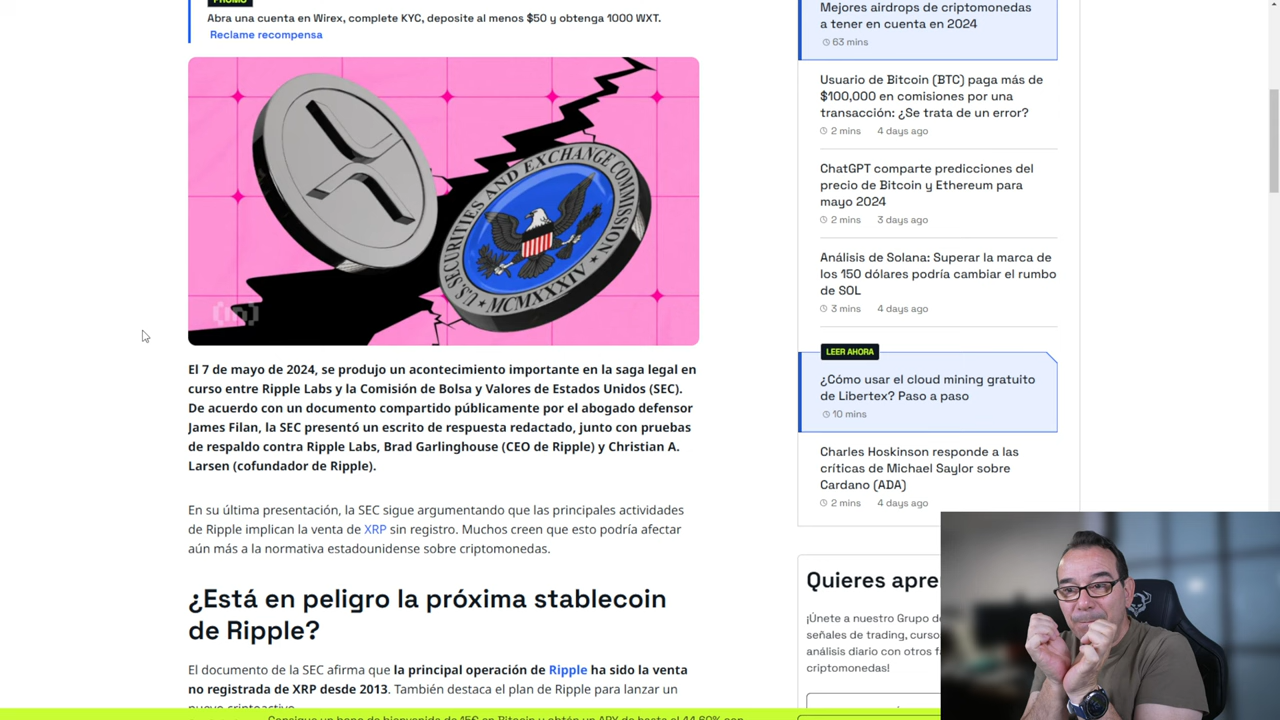 Abra una cuenta en Wirex, complete KYC, deposite al menos $50 y obtenga 1000 WXT.
Reclame recompensa
U.S. SECURITIES AND EXCHANGE COMMISSION
MCMXXXIV
El 7 de mayo de 2024, se produjo un acontecimiento importante en la saga legal en
curso entre Ripple Labs y la Comisión de Bolsa y Valores de Estados Unidos (SEC).
De acuerdo con un documento compartido públicamente por el abogado defensor
James Filan, la SEC presentó un escrito de respuesta redactado, junto con pruebas
de respaldo contra Ripple Labs, Brad Garlinghouse (CEO de Ripple) y Christian A.
Larsen (cofundador de Ripple).
En su última presentación, la SEC sigue argumentando que las principales actividades
de Ripple implican la venta de XRP sin registro. Muchos creen que esto podría afectar
aún más a la normativa estadounidense sobre criptomonedas.
¿Está en peligro la próxima stablecoin
de Ripple?
El documento de la SEC afirma que la principal operación de Ripple ha sido la venta
no registrada de XRP desde 2013. También destaca el plan de Ripple para lanzar un
Mejores airdrops de criptomonedas
a tener en cuenta en 2024
63 mins
Usuario de Bitcoin (BTC) paga más de
$100,000 en comisiones por una
transacción: ¿Se trata de un error?
2 mins 4 days ago
ChatGPT comparte predicciones del
precio de Bitcoin y Ethereum para
mayo 2024
2 mins 3 days ago
Análisis de Solana: Superar la marca de
los 150 dólares podría cambiar el rumbo
de SOL
3 mins 4 days ago
LEER AHORA
¿Cómo usar el cloud mining gratuito
de Libertex? Paso a paso
10 mins
Charles Hoskinson responde a las
críticas de Michael Saylor sobre
Cardano (ADA)
2 mins 4 days ago
Quieres apre
¡Únete a nuestro Grupo de
señales de trading, curso
análisis diario con otros fa
criptomonedas!